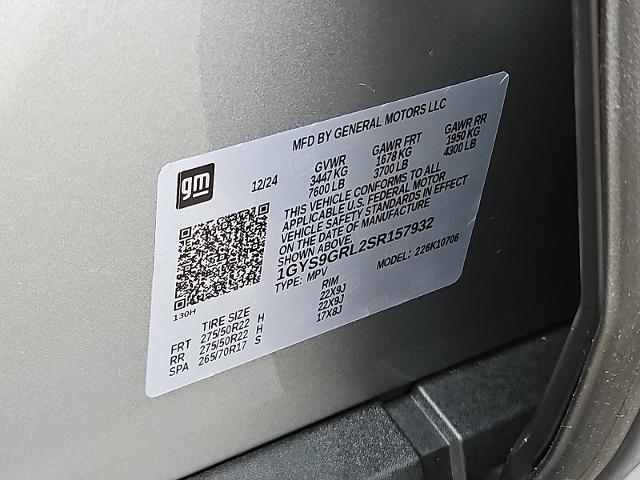 MFD BY GENERAL MOTORS LLC
gm
12/24
GVWR GAWR FRT GAWR RR
3447 KG 1678 KG 1950 KG
7600 LB 3700 LB 4300 LB
THIS VEHICLE CONFORMS TO ALL
APPLICABLE U.S. FEDERAL MOTOR
VEHICLE SAFETY STANDARDS IN EFFECT
ON THE DATE OF MANUFACTURE
SHOWN ABOVE.
1GYS9GRL2SR157932
TYPE: MPV MODEL: 226K10706
130H
TIRE SIZE RIM
FRT 275/50R22 H 22X9J
RR 275/50R22 H 22X9J
SPA 265/70R17 S 17X8J